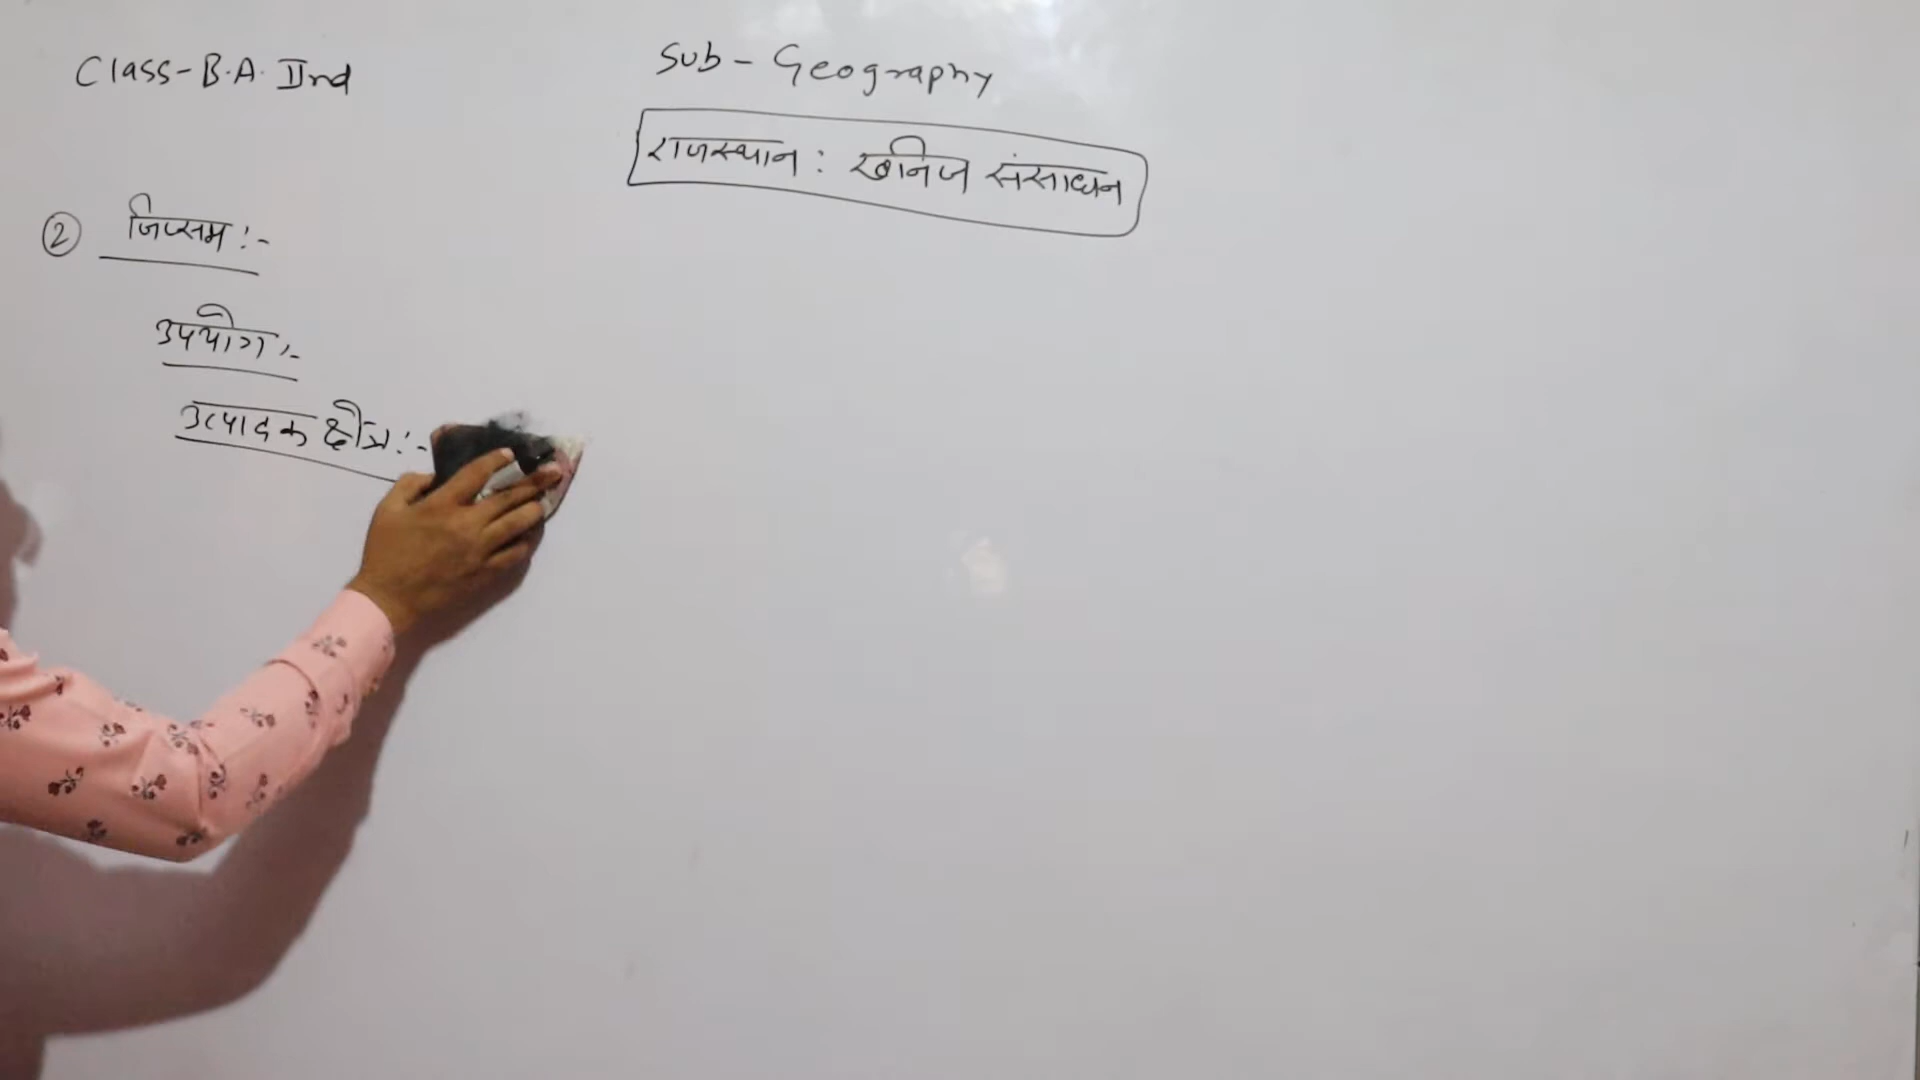 Class-B.A. IInd
Sub - Geography
राजस्थान : खनिज संसाधन
② जिप्सम :-
उपयोग :-
उत्पादक क्षेत्र :-